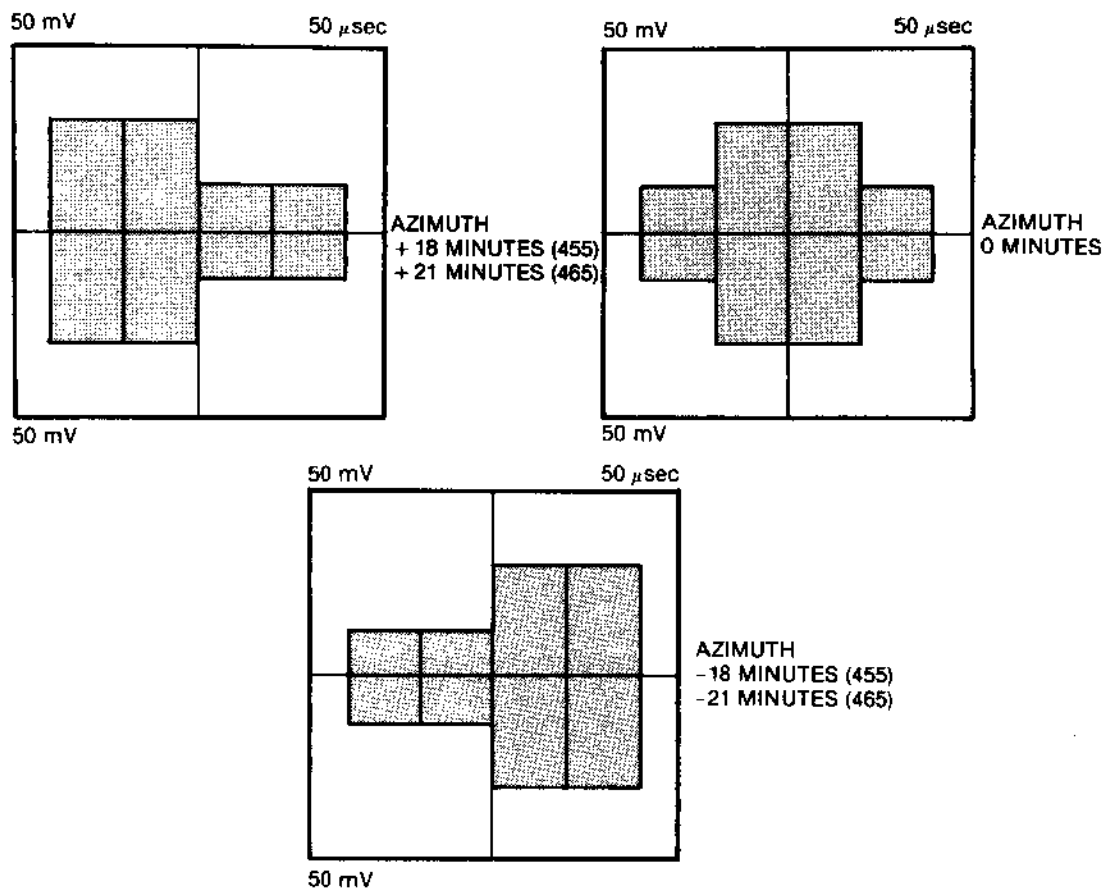 50 mV 50 μsec
50 mV 50 μsec
AZIMUTH
+ 18 MINUTES (455)
+ 21 MINUTES (465)
AZIMUTH
0 MINUTES
50 mV
50 mV
50 mV 50 μsec
AZIMUTH
–18 MINUTES (455)
–21 MINUTES (465)
50 mV